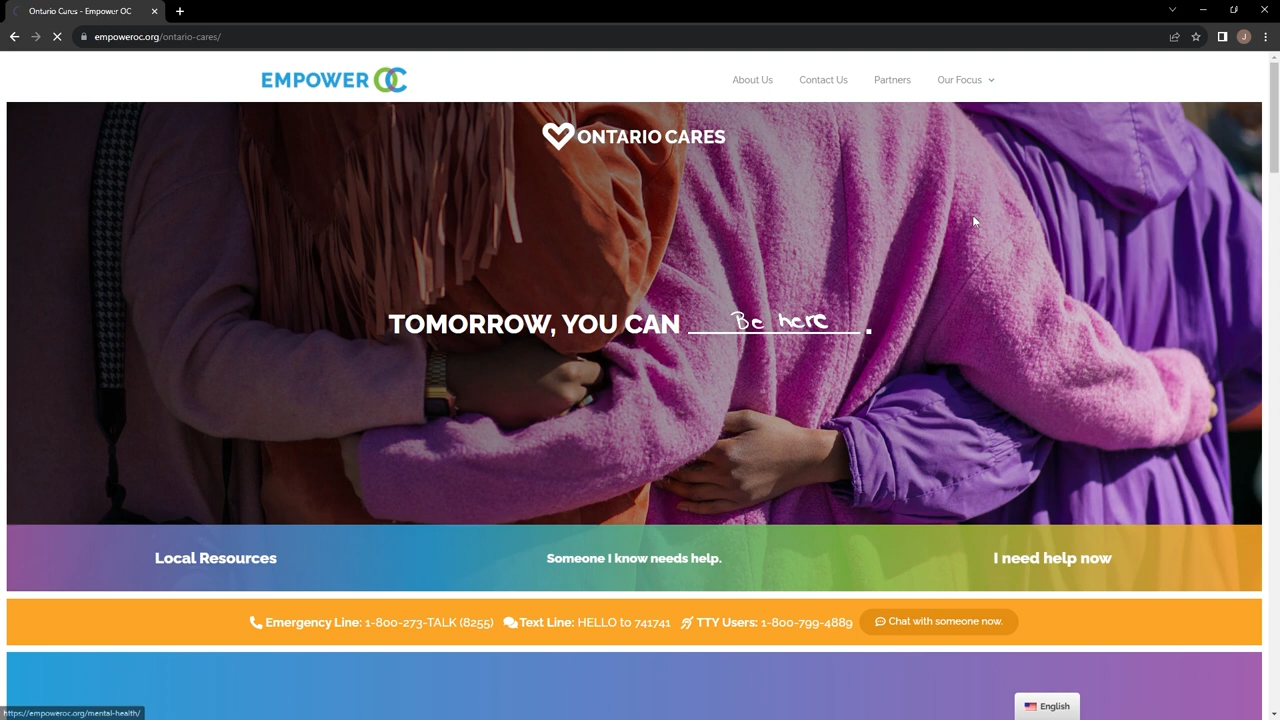 Ontario Cares - Empower OC
empoweroc.org/ontario-cares/
J
EMPOWER OC
About Us Contact Us Partners Our Focus
ONTARIO CARES
TOMORROW, YOU CAN Be here.
Local Resources Someone I know needs help. I need help now
Emergency Line: 1-800-273-TALK (8255) Text Line: HELLO to 741741 TTY Users: 1-800-799-4889 Chat with someone now.
English
https://empoweroc.org/mental-health/